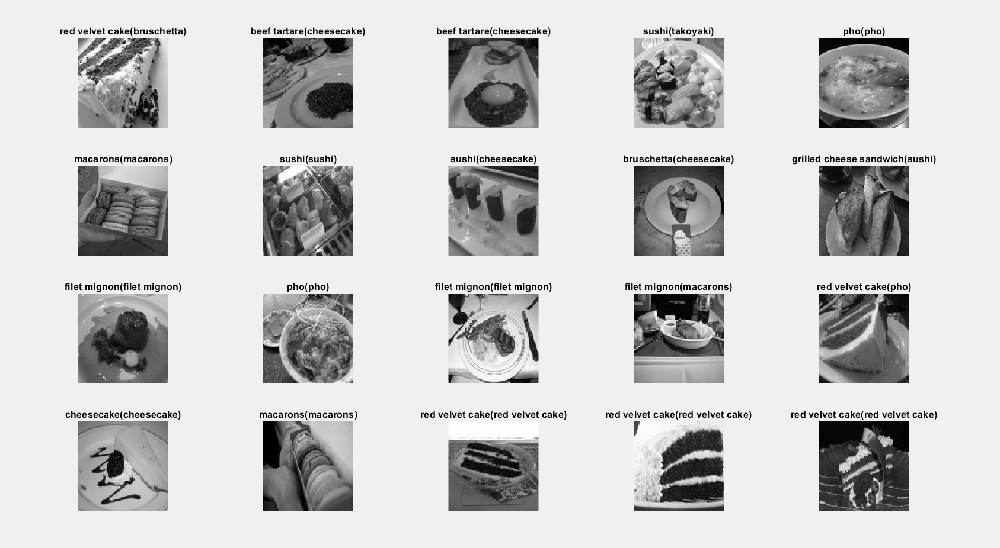 red velvet cake(bruschetta)
beef tartare(cheesecake)
beef tartare(cheesecake)
sushi(takoyaki)
pho(pho)
macarons(macarons)
sushi(sushi)
sushi(cheesecake)
bruschetta(cheesecake)
grilled cheese sandwich(sushi)
filet mignon(filet mignon)
pho(pho)
filet mignon(filet mignon)
filet mignon(macarons)
red velvet cake(pho)
cheesecake(cheesecake)
macarons(macarons)
red velvet cake(red velvet cake)
red velvet cake(red velvet cake)
red velvet cake(red velvet cake)